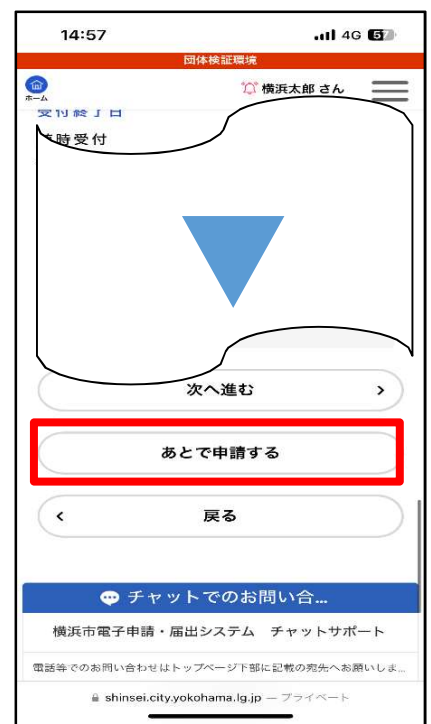 14:57
4G 57
団体検証環境
ホーム
横浜太郎 さん
受付終了日
時受付
次へ進む
あとで申請する
戻る
チャットでのお問い合...
横浜市電子申請・届出システム チャットサポート
電話等でのお問い合わせはトップページ下部に記載の宛先へお願いしま...
shinsei.city.yokohama.lg.jp — プライベート